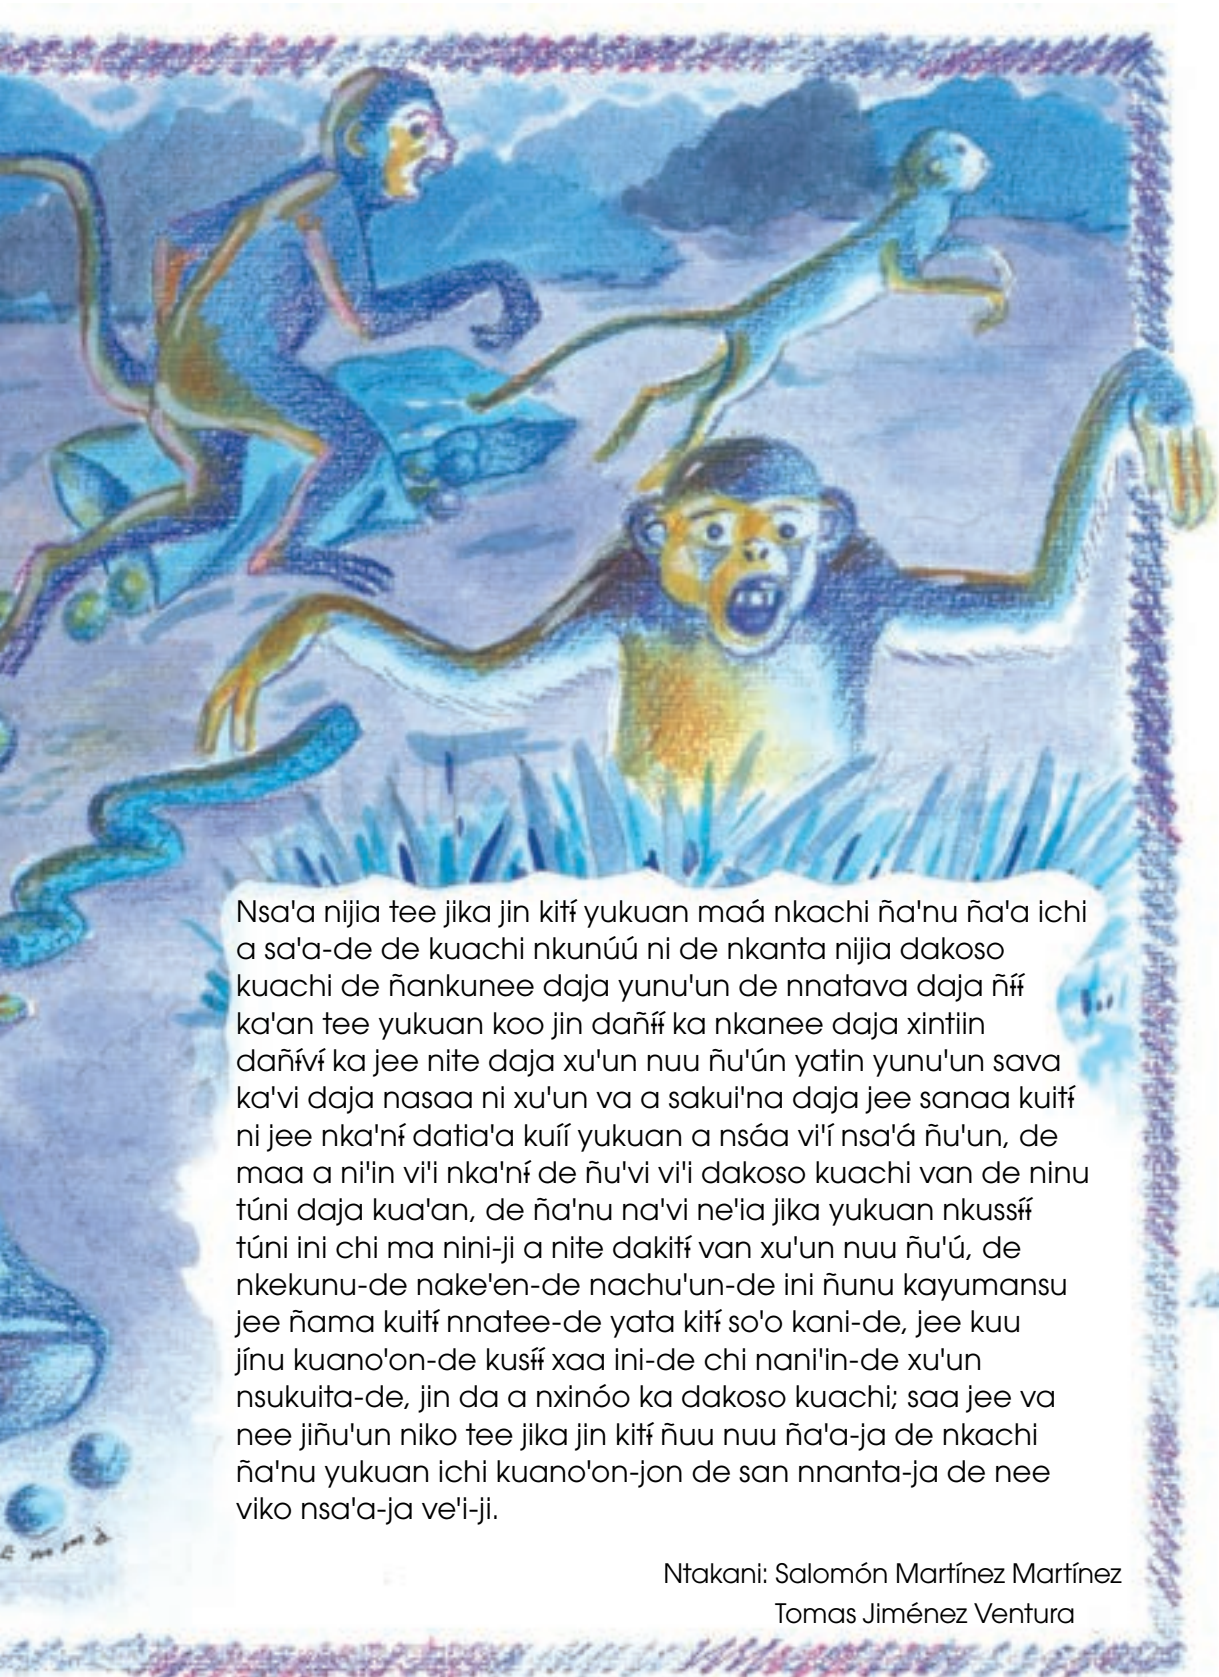 Nsa'a nijia tee jika jin kitɨ́ yukuan maá nkachi ña'nu ña'a ichi
a sa'a-de de kuachi nkunúú ni de nkanta nijia dakoso
kuachi de ñankunee daja yunu'un de nnatava daja ñɨ́ɨ́
ka'an tee yukuan koo jin dañɨ́ɨ́ ka nkanee daja xintiin
dañɨ́vɨ́ ka jee nite daja xu'un nuu ñu'ún yatin yunu'un sava
ka'vi daja nasaa ni xu'un va a sakui'na daja jee sanaa kuitɨ́
ni jee nka'nɨ́ datia'a kuíí yukuan a nsáa vi'í nsa'á ñu'un, de
maa a ni'in vi'i nka'nɨ́ de ñu'vi vi'i dakoso kuachi van de ninu
túni daja kua'an, de ña'nu na'vi ne'ia jika yukuan nkussɨ́ɨ́
túni ini chi ma nini-ji a nite dakitɨ́ van xu'un nuu ñu'ú, de
nkekunu-de nake'en-de nachu'un-de ini ñunu kayumansu
jee ñama kuitɨ́ nnatee-de yata kitɨ́ so'o kani-de, jee kuu
jínu kuano'on-de kusɨ́ɨ́ xaa ini-de chi nani'in-de xu'un
nsukuita-de, jin da a nxinóo ka dakoso kuachi; saa jee va
nee jiñu'un niko tee jika jin kitɨ́ ñuu nuu ña'a-ja de nkachi
ña'nu yukuan ichi kuano'on-jon de san nnanta-ja de nee
viko nsa'a-ja ve'i-ji.
Ntakani: Salomón Martínez Martínez
Tomas Jiménez Ventura